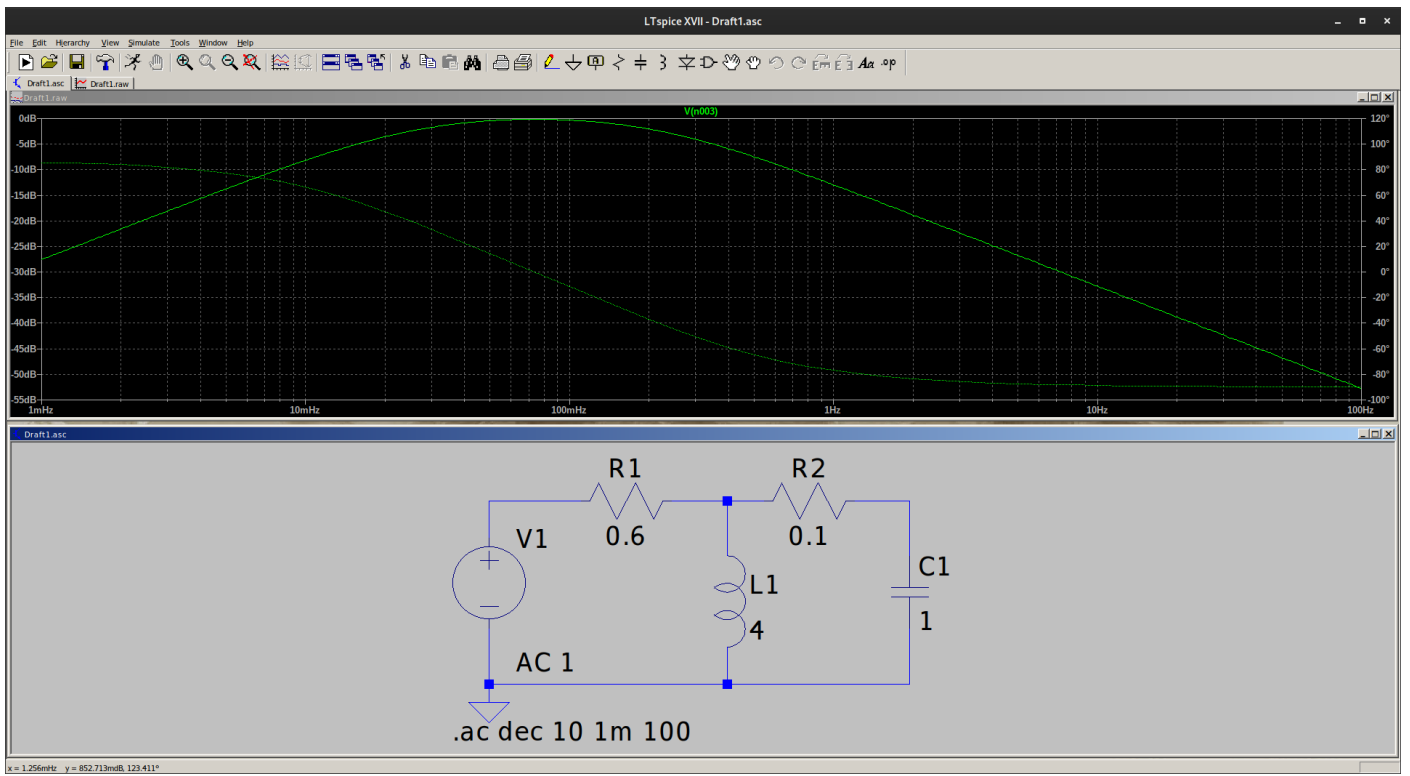 LTspice XVII - Draft1.asc
File Edit Hierarchy View Simulate Tools Window Help
Draft1.asc Draft1.raw
Draft1.raw
V(n003)
0dB 120°
-5dB 100°
-10dB 80°
-15dB 60°
-20dB 40°
-25dB 20°
-30dB 0°
-35dB -20°
-40dB -40°
-45dB -60°
-50dB -80°
-55dB -100°
1mHz 10mHz 100mHz 1Hz 10Hz 100Hz
Draft1.asc
R1 R2
V1 0.6 0.1
C1
L1
1
4
AC 1
.ac dec 10 1m 100
x = 1.256mHz y = 852.713mdB, 123.411°